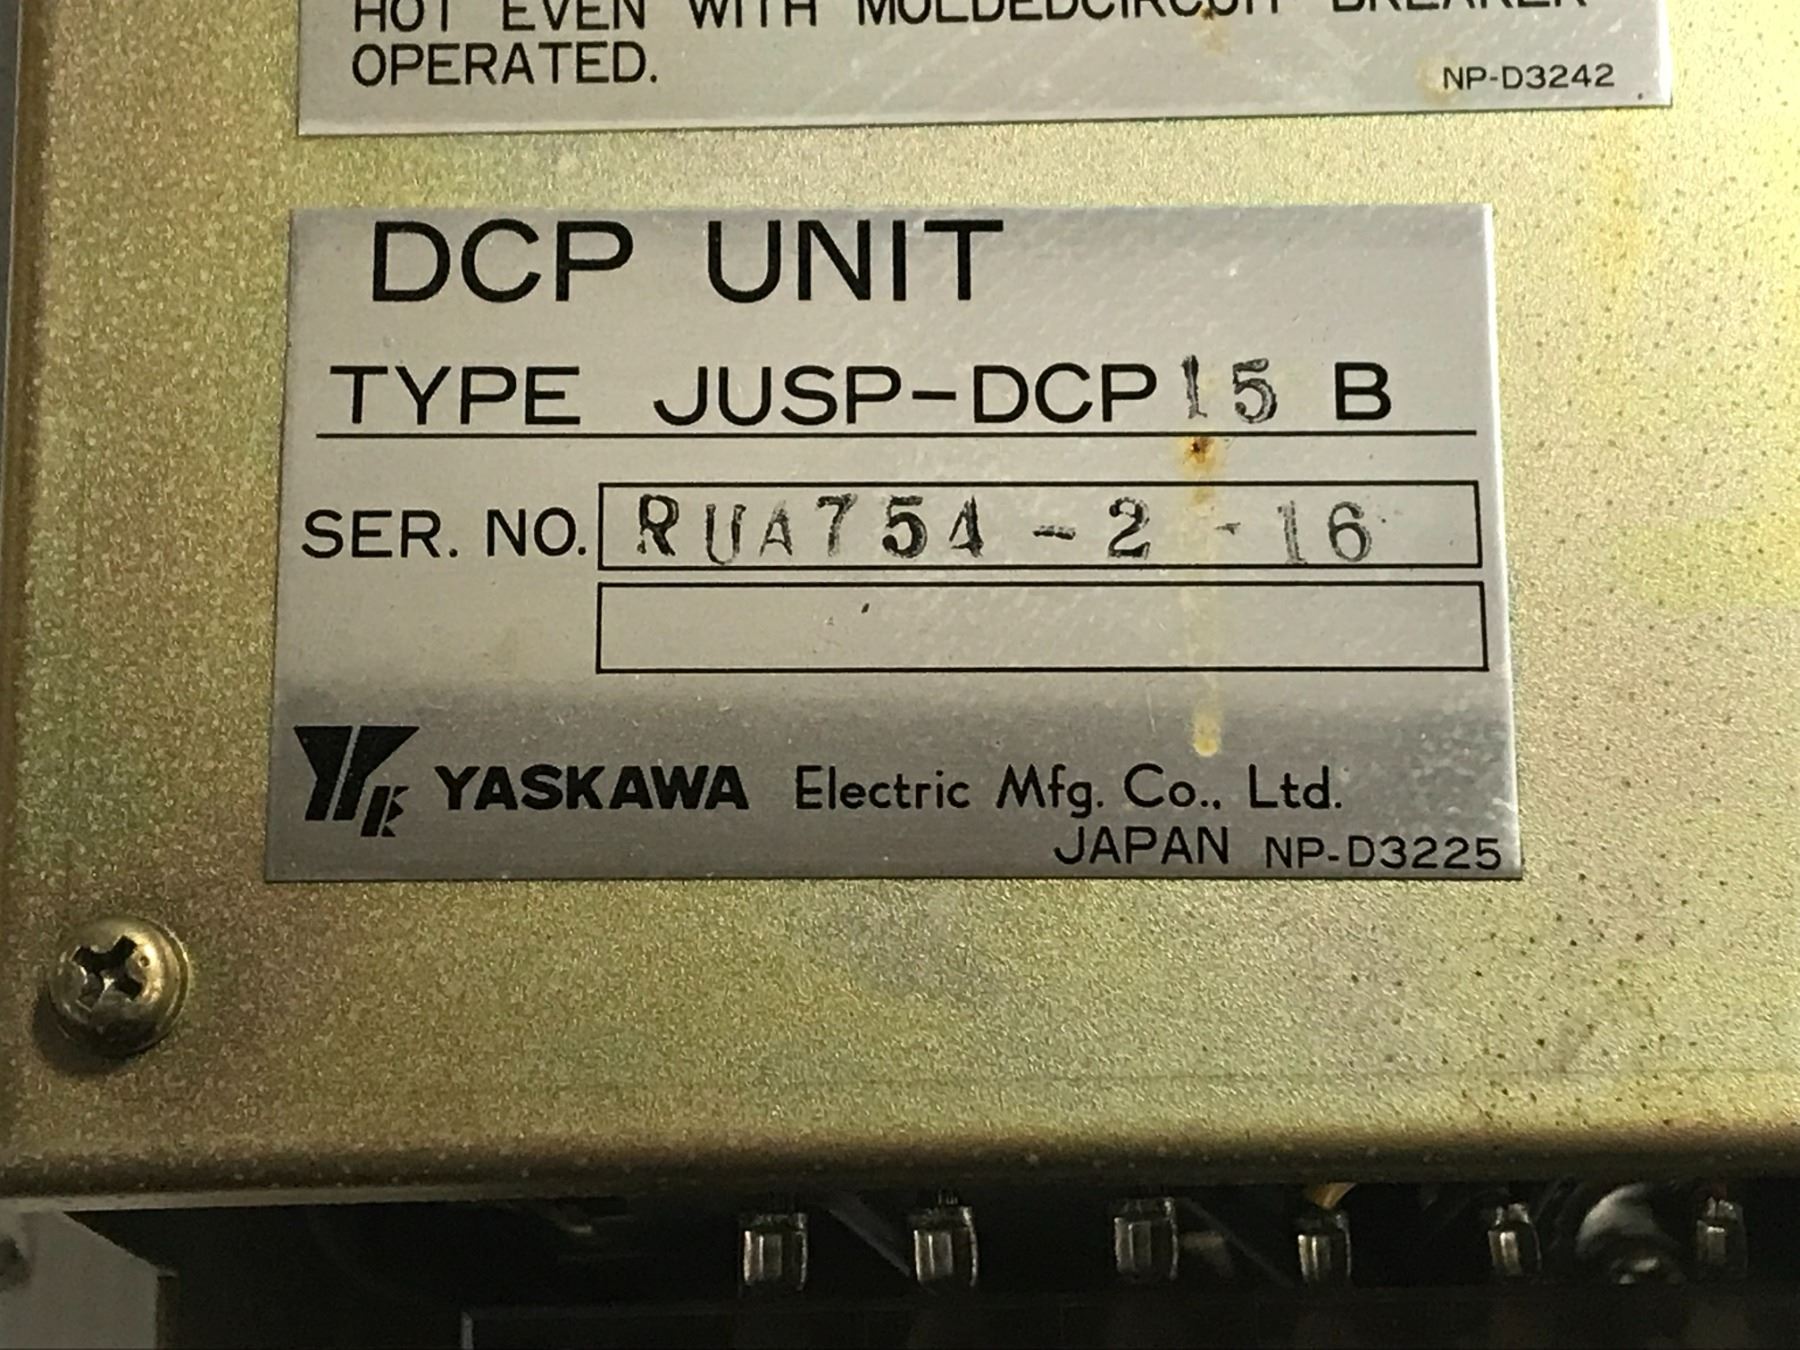 HOT EVEN WITH MOLDEDCIRCUIT BREAKER
OPERATED.
NP-D3242
DCP UNIT
TYPE JUSP-DCP15 B
SER. NO. RUA754-2-16
YASKAWA Electric Mfg. Co., Ltd.
JAPAN NP-D3225